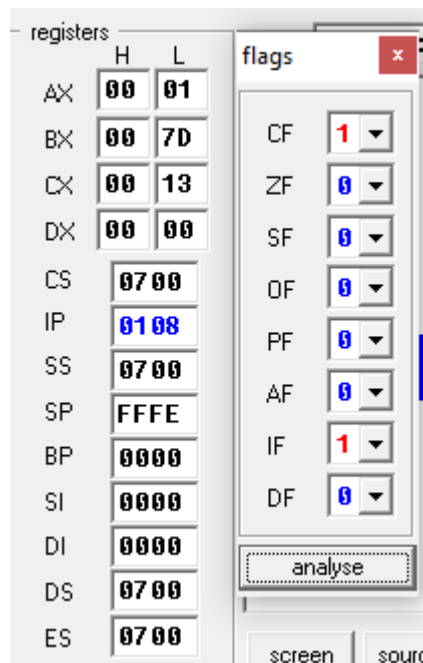 registers
H L
AX 00 01
BX 00 7D
CX 00 13
DX 00 00
CS 0700
IP 0108
SS 0700
SP FFFE
BP 0000
SI 0000
DI 0000
DS 0700
ES 0700
flags x
CF 1
ZF 0
SF 0
OF 0
PF 0
AF 0
IF 1
DF 0
analyse
screen